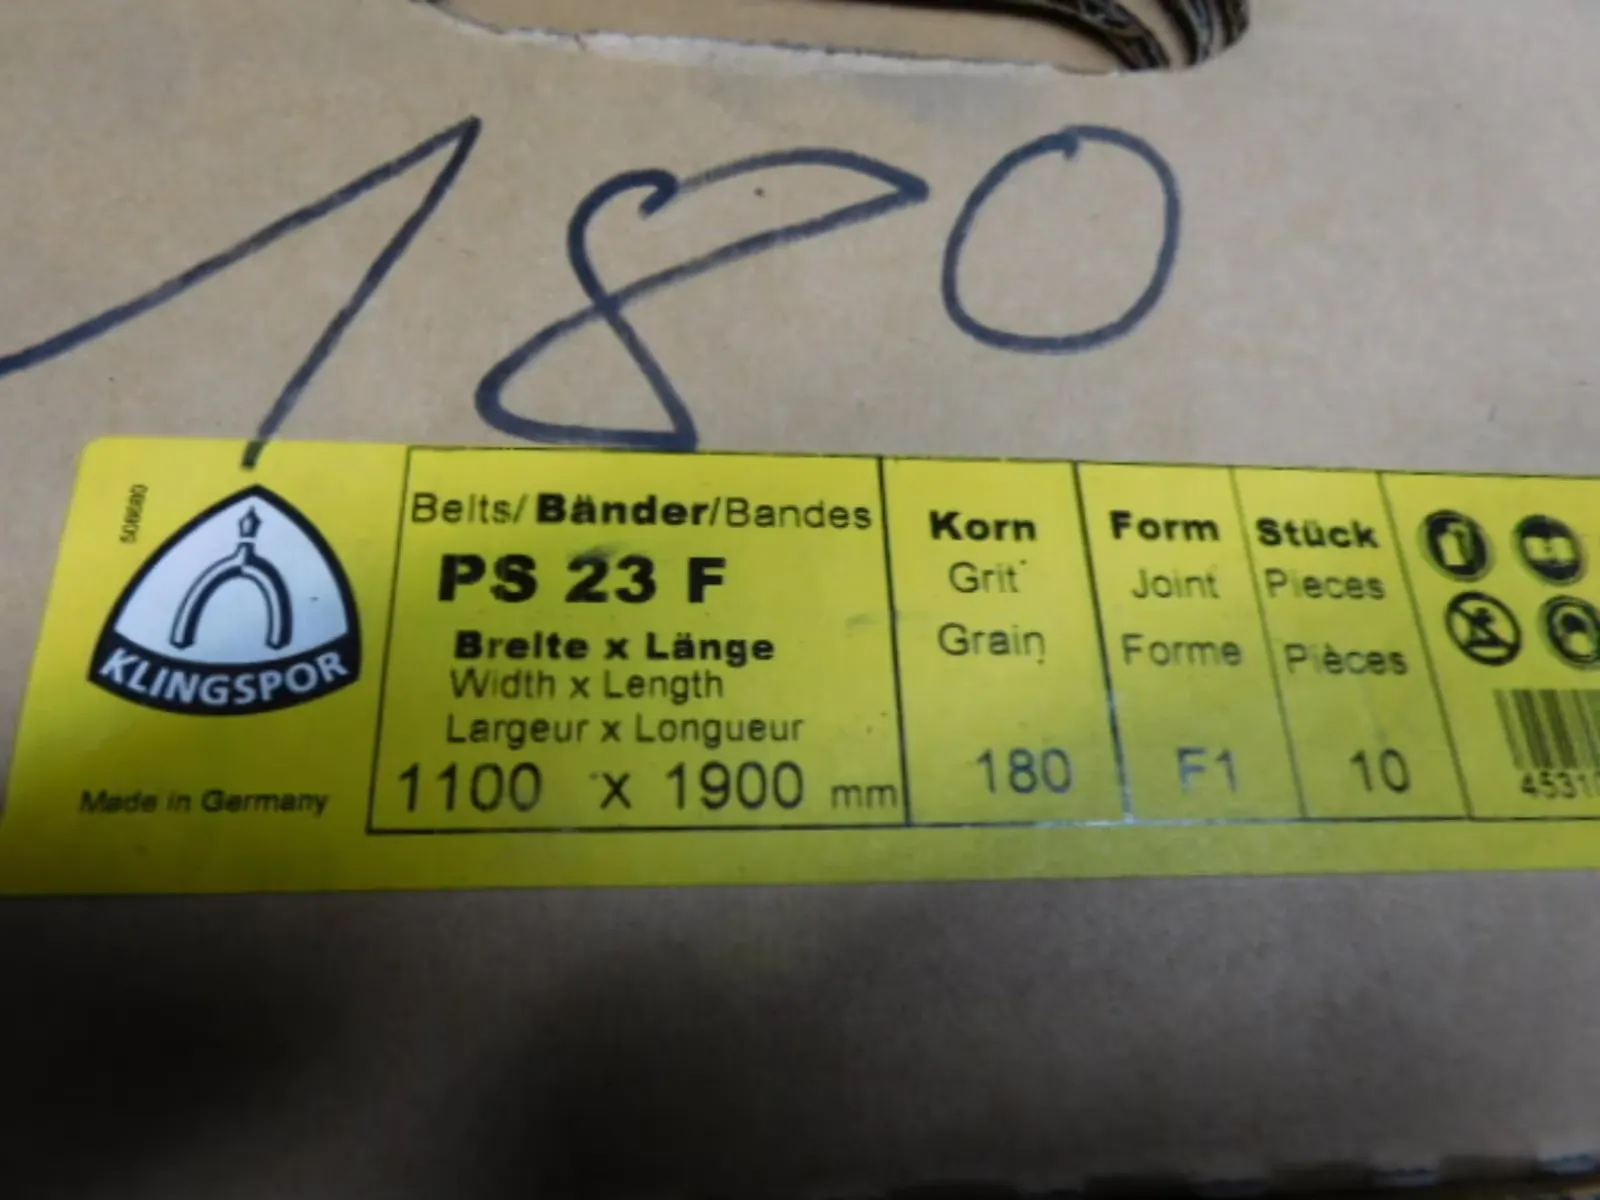 180
508680
KLINGSPOR
Made in Germany
Belts/Bänder/Bandes
PS 23 F
Breite x Länge
Width x Length
Largeur x Longueur
1100 x 1900 mm
Korn
Grit
Grain
180
Form
Joint
Forme
F1
Stück
Pieces
Pièces
10